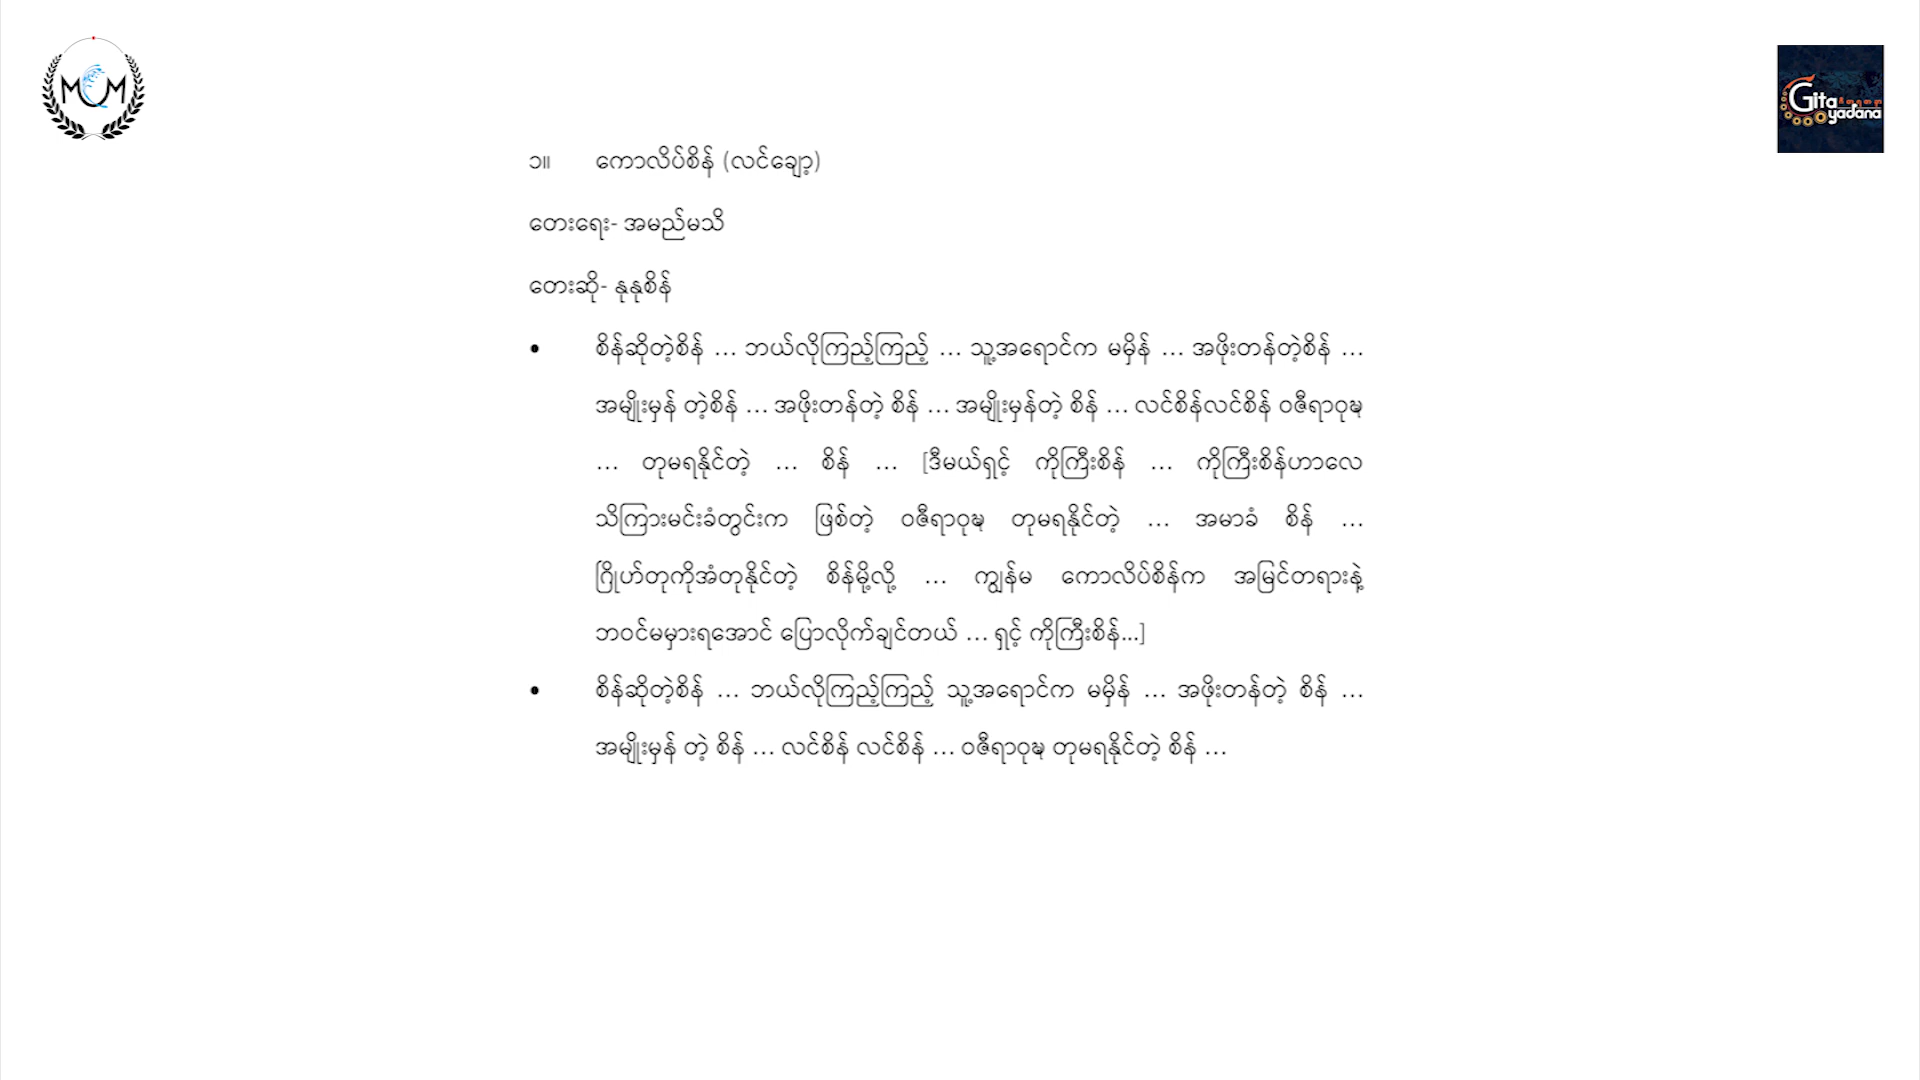 MQM
Gita
ဂီတရတနာ
yadana
၁။ ကောလိပ်စိန် (လင်ချော့)
တေးရေး- အမည်မသိ
တေးဆို- နုနုစိန်
• စိန်ဆိုတဲ့စိန် … ဘယ်လိုကြည့်ကြည့် … သူ့အရောင်က မမှိန် … အဖိုးတန်တဲ့စိန် …
အမျိုးမှန် တဲ့စိန် … အဖိုးတန်တဲ့ စိန် … အမျိုးမှန်တဲ့ စိန် … လင်စိန်လင်စိန် ဝဇီရာဝုဓ
… တုမရနိုင်တဲ့ … စိန် … [ဒီမယ်ရှင့် ကိုကြီးစိန် … ကိုကြီးစိန်ဟာလေ
သိကြားမင်းခံတွင်းက ဖြစ်တဲ့ ဝဇီရာဝုဓ တုမရနိုင်တဲ့ … အမာခံ စိန် …
ဂြိုဟ်တုကိုအံတုနိုင်တဲ့ စိန်မို့လို့ … ကျွန်မ ကောလိပ်စိန်က အမြင်တရားနဲ့
ဘဝင်မမှားရအောင် ပြောလိုက်ချင်တယ် … ရှင့် ကိုကြီးစိန်...]
• စိန်ဆိုတဲ့စိန် … ဘယ်လိုကြည့်ကြည့် သူ့အရောင်က မမှိန် … အဖိုးတန်တဲ့ စိန် …
အမျိုးမှန် တဲ့ စိန် … လင်စိန် လင်စိန် … ဝဇီရာဝုဓ တုမရနိုင်တဲ့ စိန် …